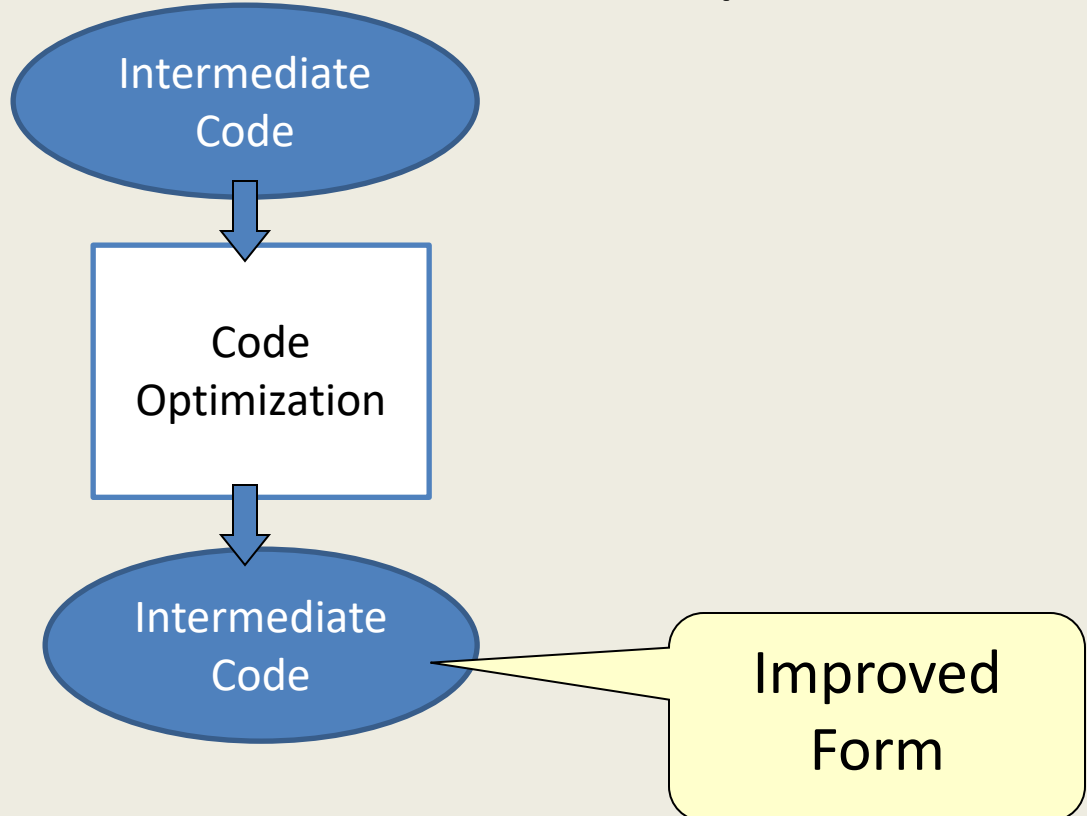 Intermediate
Code
Code
Optimization
Intermediate
Code
Improved
Form